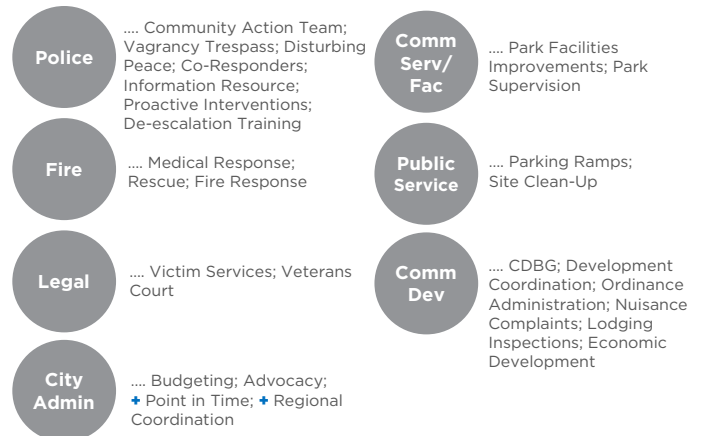 Police
.... Community Action Team;
Vagrancy Trespass; Disturbing
Peace; Co-Responders;
Information Resource;
Proactive Interventions;
De-escalation Training
Fire
.... Medical Response;
Rescue; Fire Response
Legal
.... Victim Services; Veterans
Court
City
Admin
.... Budgeting; Advocacy;
+ Point in Time; + Regional
Coordination
Comm
Serv/
Fac
.... Park Facilities
Improvements; Park
Supervision
Public
Service
.... Parking Ramps;
Site Clean-Up
Comm
Dev
.... CDBG; Development
Coordination; Ordinance
Administration; Nuisance
Complaints; Lodging
Inspections; Economic
Development